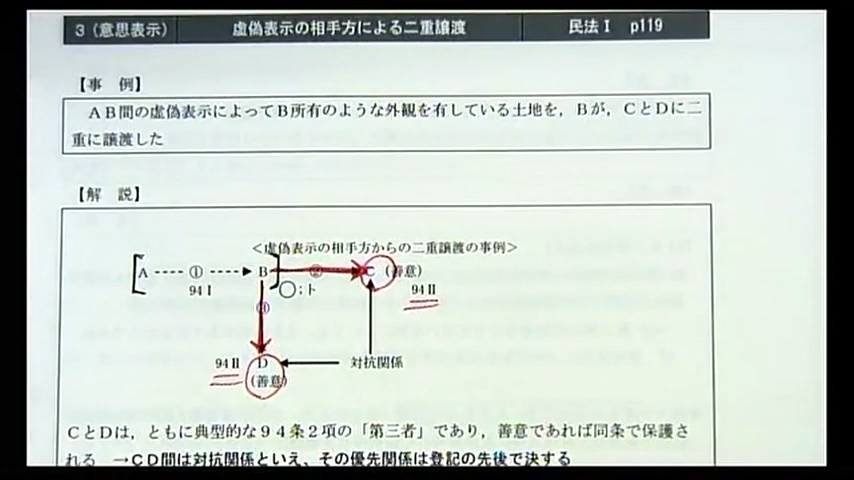 3（意思表示） 虚偽表示の相手方による二重譲渡 民法Ⅰ p119
【事 例】
ＡＢ間の虚偽表示によってＢ所有のような外観を有している土地を，Ｂが，ＣとＤに二
重に譲渡した
【解 説】
＜虚偽表示の相手方からの二重譲渡の事例＞
A ① B ② C （善意）
94Ⅰ ○;ト 94Ⅱ
94Ⅱ D 対抗関係
（善意）
ＣとＤは，ともに典型的な９４条２項の「第三者」であり，善意であれば同条で保護さ
れる →ＣＤ間は対抗関係といえ、その優先関係は登記の先後で決する